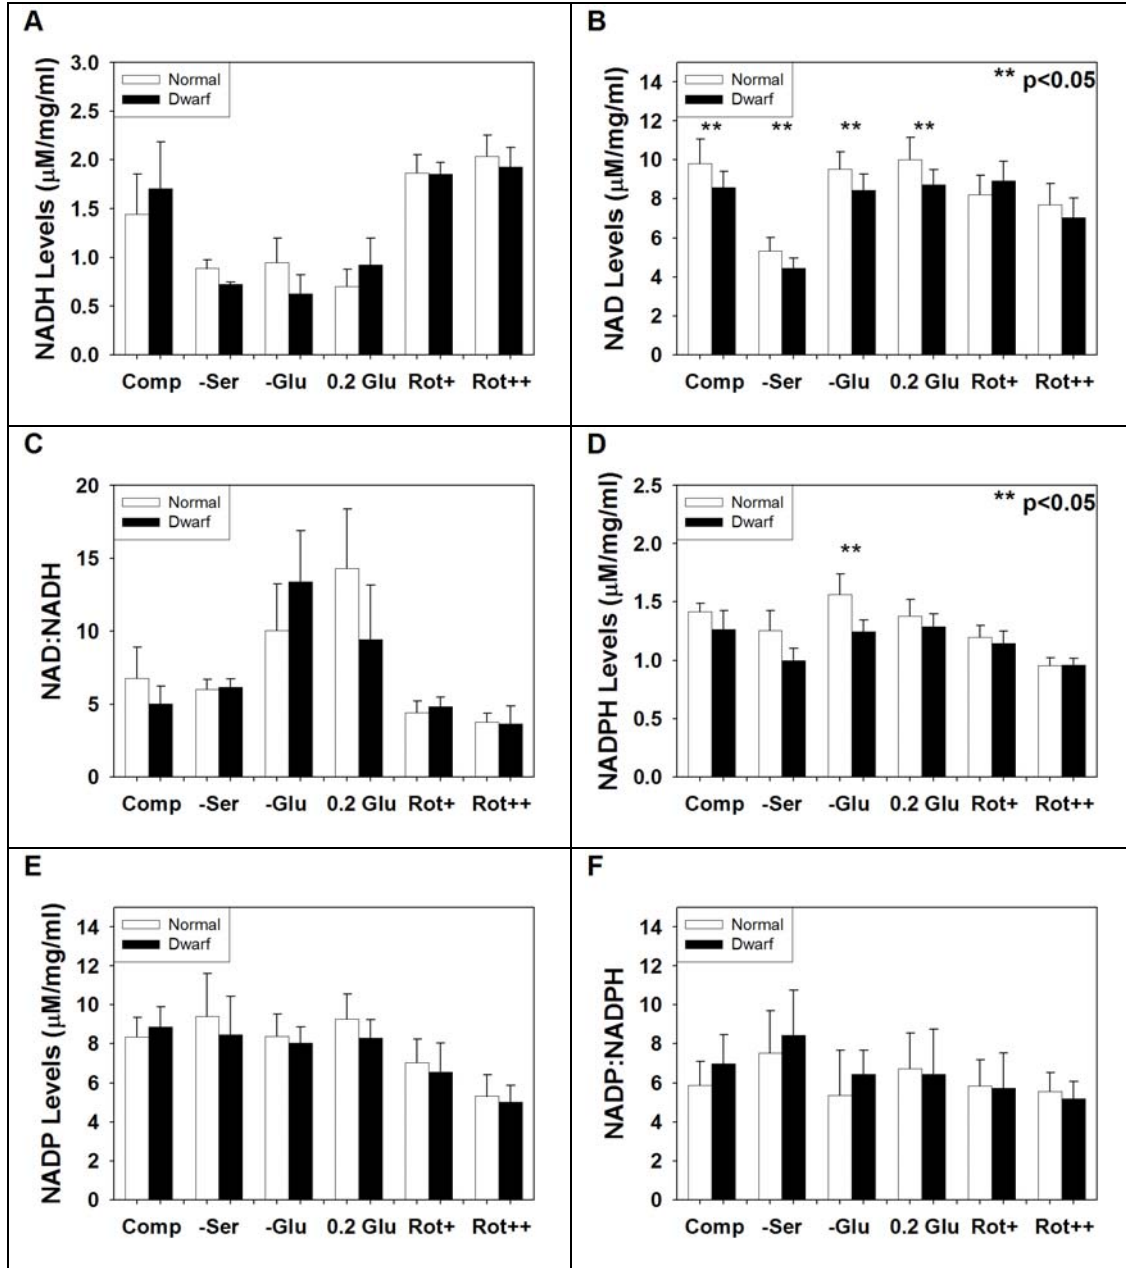 A
NADH Levels (µM/mg/ml)
3.0
2.5
2.0
1.5
1.0
0.5
0.0
Normal
Dwarf
Comp -Ser -Glu 0.2 Glu Rot+ Rot++
B
NAD Levels (µM/mg/ml)
14
12
10
8
6
4
2
0
Normal
Dwarf
** p<0.05
** ** ** **
Comp -Ser -Glu 0.2 Glu Rot+ Rot++
C
NAD:NADH
20
15
10
5
0
Normal
Dwarf
Comp -Ser -Glu 0.2 Glu Rot+ Rot++
D
NADPH Levels (µM/mg/ml)
2.5
2.0
1.5
1.0
0.5
0.0
Normal
Dwarf
** p<0.05
**
Comp -Ser -Glu 0.2 Glu Rot+ Rot++
E
NADP Levels (µM/mg/ml)
14
12
10
8
6
4
2
0
Normal
Dwarf
Comp -Ser -Glu 0.2 Glu Rot+ Rot++
F
NADP:NADPH
14
12
10
8
6
4
2
0
Normal
Dwarf
Comp -Ser -Glu 0.2 Glu Rot+ Rot++